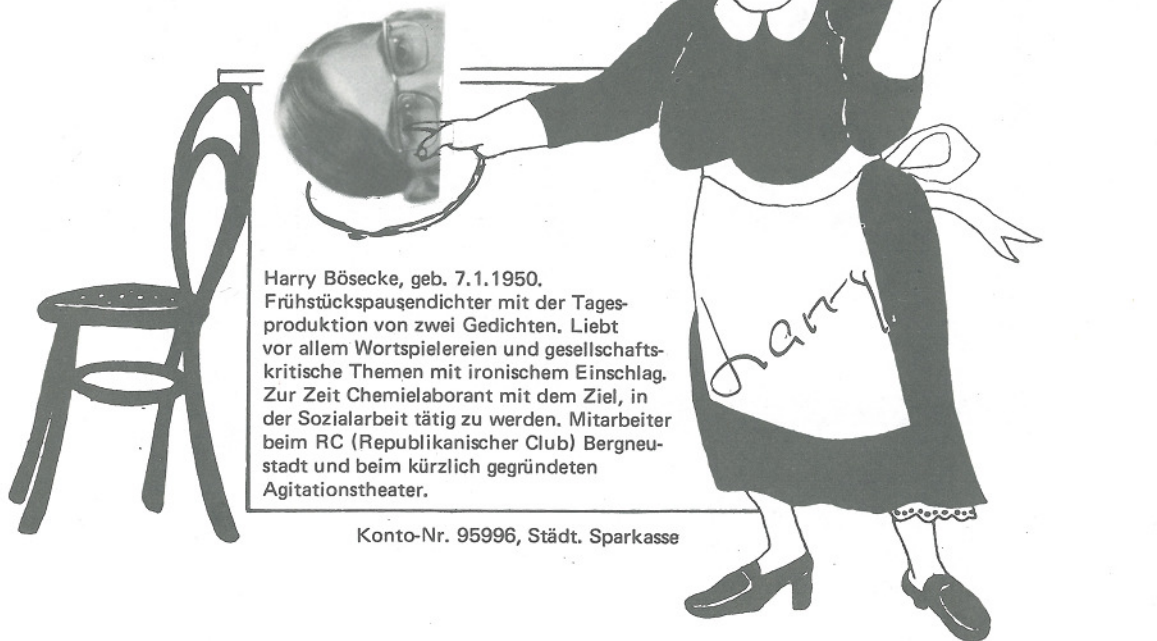 Harry Bösecke, geb. 7.1.1950.
Frühstückspausendichter mit der Tages-
produktion von zwei Gedichten. Liebt
vor allem Wortspielereien und gesellschafts-
kritische Themen mit ironischem Einschlag.
Zur Zeit Chemielaborant mit dem Ziel, in
der Sozialarbeit tätig zu werden. Mitarbeiter
beim RC (Republikanischer Club) Bergneu-
stadt und beim kürzlich gegründeten
Agitationstheater.
Konto-Nr. 95996, Städt. Sparkasse
Harry